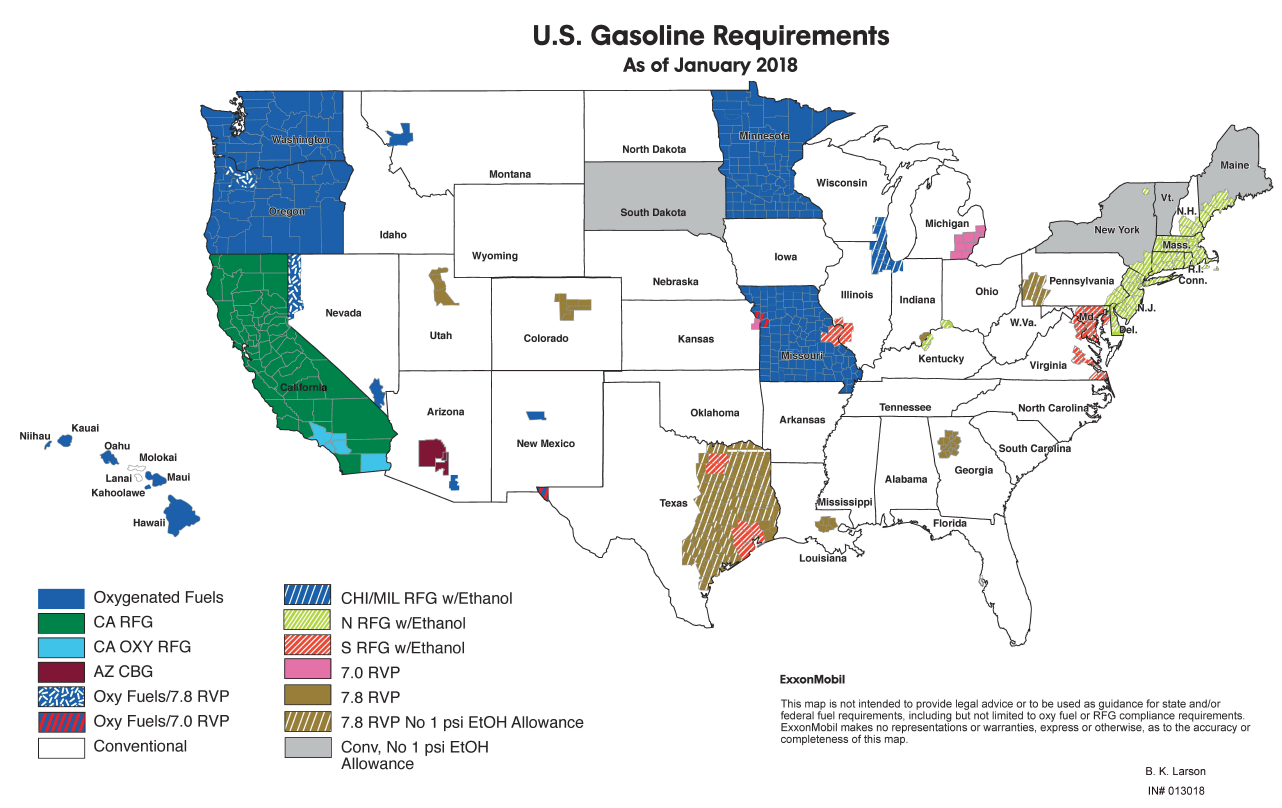 U.S. Gasoline Requirements
As of January 2018
Washington
Oregon
California
Nevada
Idaho
Montana
Wyoming
Utah
Colorado
Arizona
New Mexico
North Dakota
South Dakota
Nebraska
Kansas
Oklahoma
Texas
Minnesota
Iowa
Missouri
Arkansas
Louisiana
Wisconsin
Illinois
Michigan
Indiana
Ohio
Kentucky
Tennessee
Mississippi
Alabama
Georgia
Florida
South Carolina
North Carolina
Virginia
W.Va.
Md.
Del.
N.J.
Pennsylvania
New York
Conn.
R.I.
Mass.
Vt.
N.H.
Maine
Niihau
Kauai
Oahu
Molokai
Lanai
Maui
Kahoolawe
Hawaii
Oxygenated Fuels
CA RFG
CA OXY RFG
AZ CBG
Oxy Fuels/7.8 RVP
Oxy Fuels/7.0 RVP
Conventional
CHI/MIL RFG w/Ethanol
N RFG w/Ethanol
S RFG w/Ethanol
7.0 RVP
7.8 RVP
7.8 RVP No 1 psi EtOH Allowance
Conv, No 1 psi EtOH
Allowance
ExxonMobil
This map is not intended to provide legal advice or to be used as guidance for state and/or
federal fuel requirements, including but not limited to oxy fuel or RFG compliance requirements.
ExxonMobil makes no representations or warranties, express or otherwise, as to the accuracy or
completeness of this map.
B. K. Larson
IN# 013018